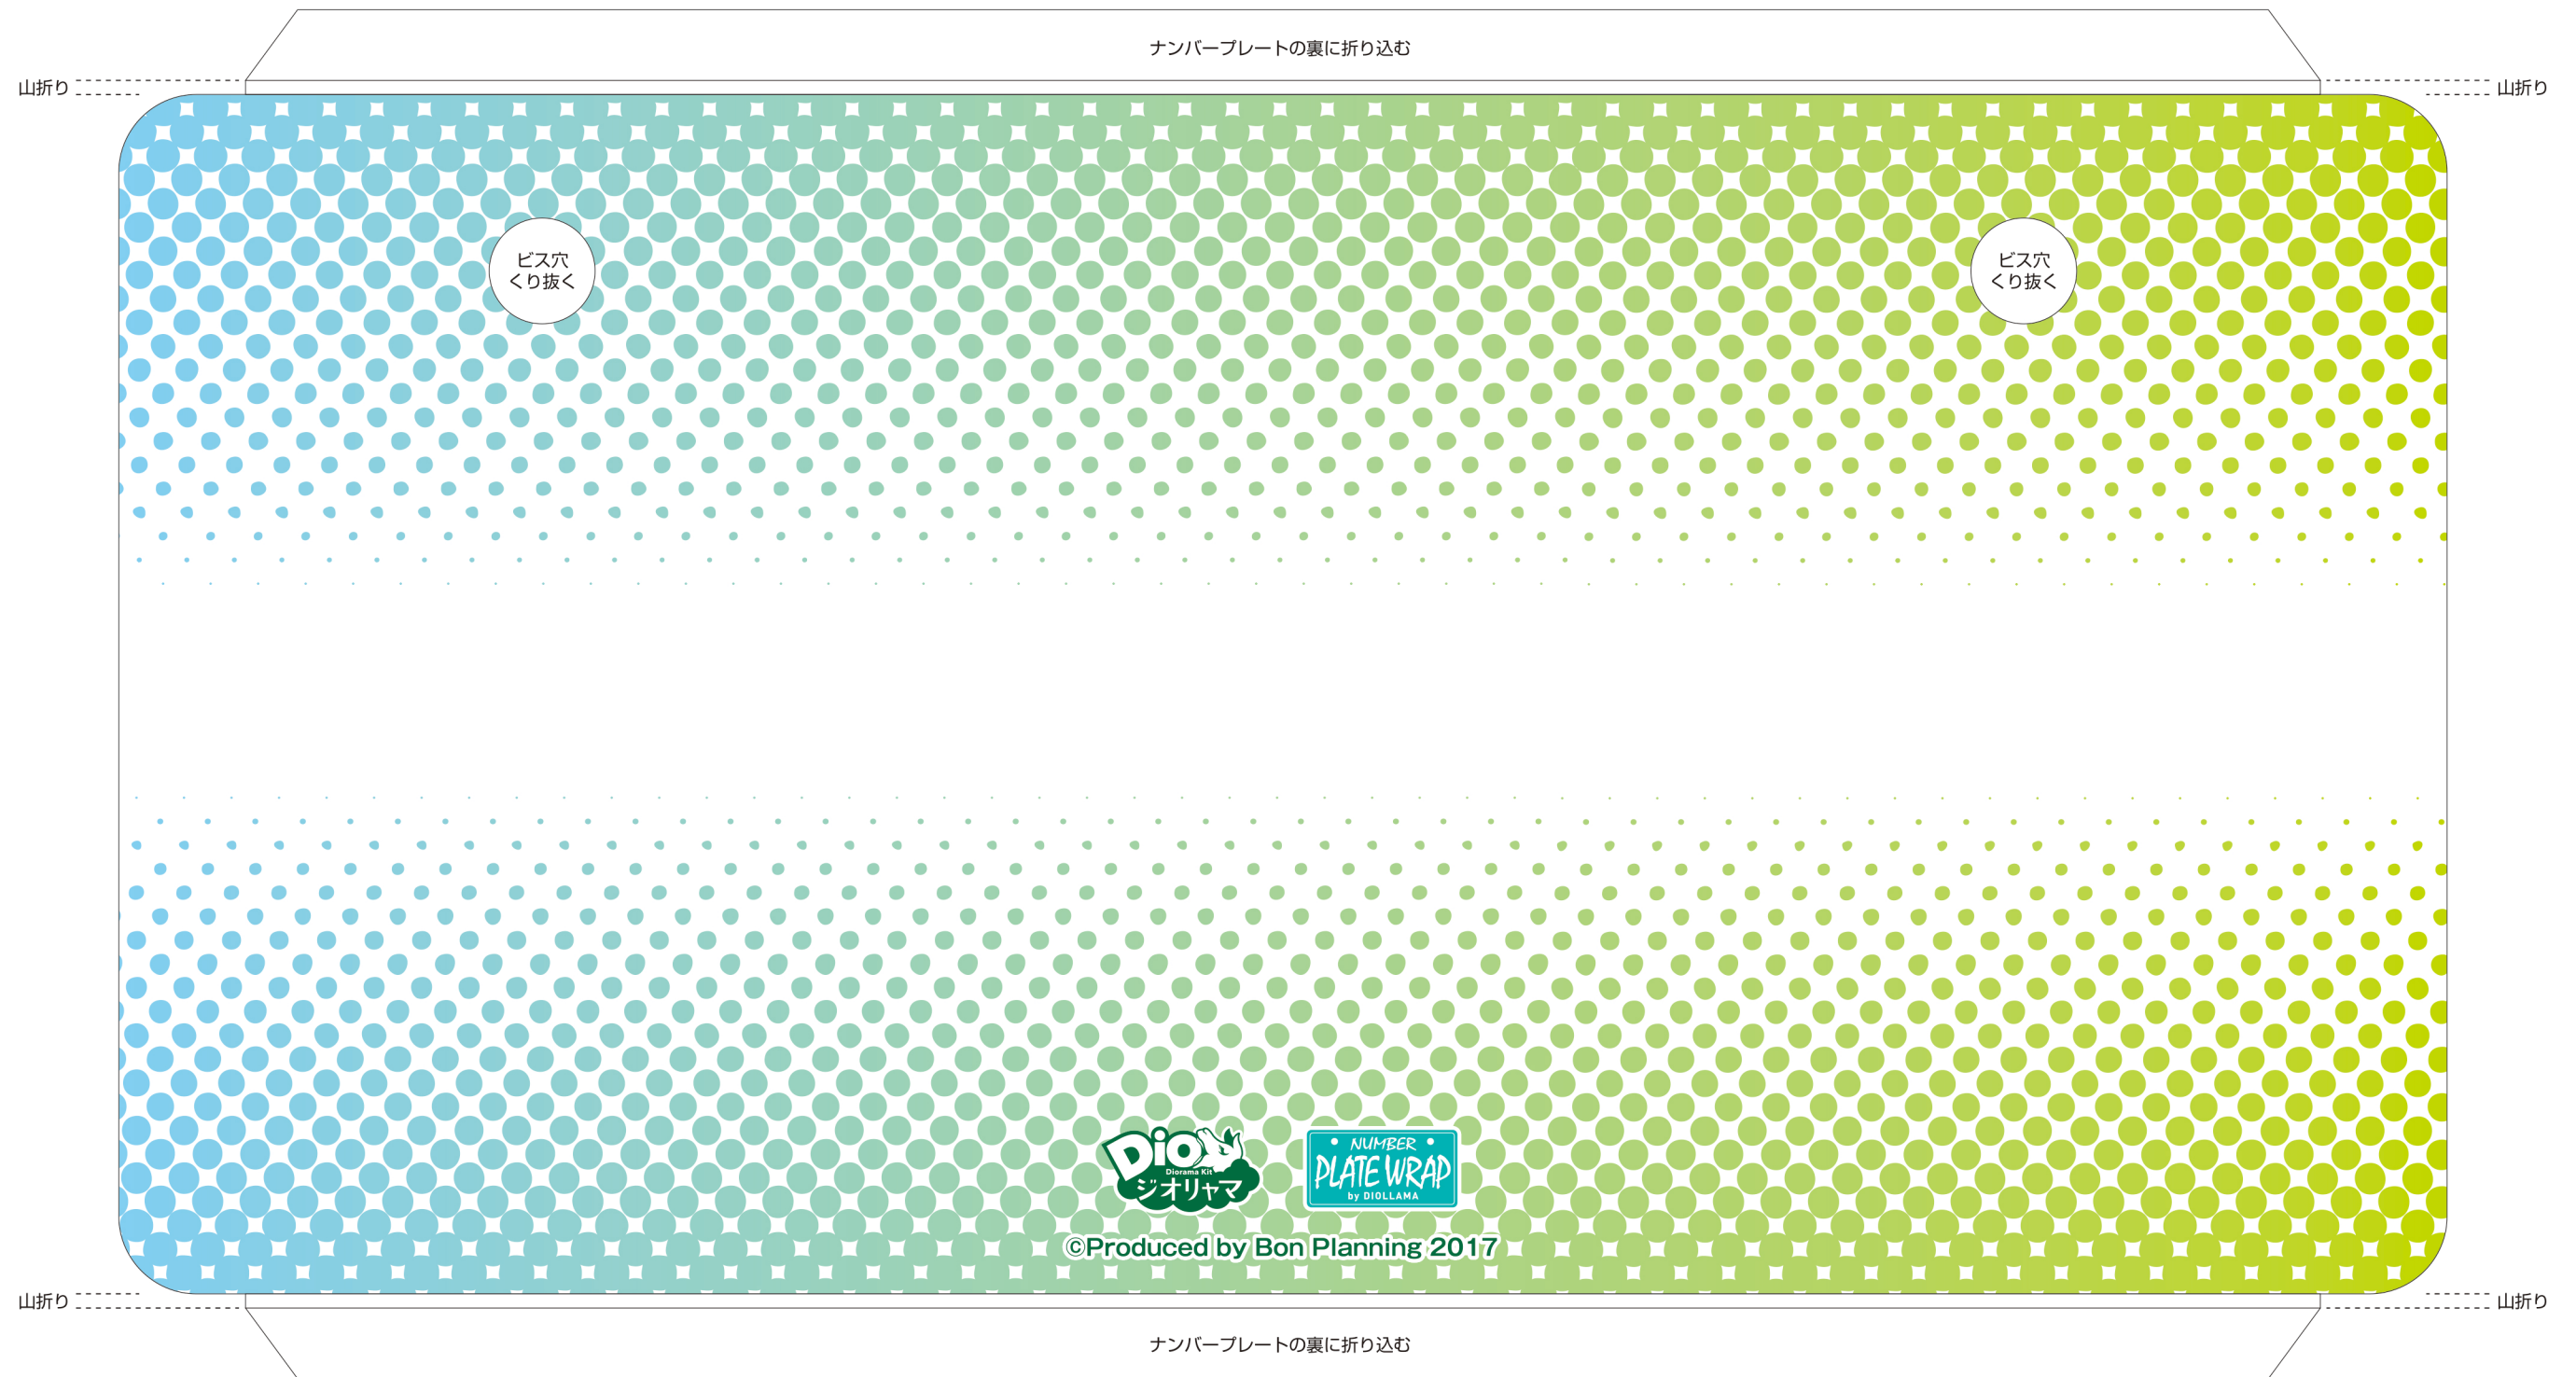 ナンバープレートの裏に折り込む
山折り
山折り
ビス穴
くり抜く
ビス穴
くり抜く
Dio
Diorama Kit
ジオリャマ
NUMBER
PLATE WRAP
by DIOLLAMA
©Produced by Bon Planning 2017
山折り
山折り
ナンバープレートの裏に折り込む